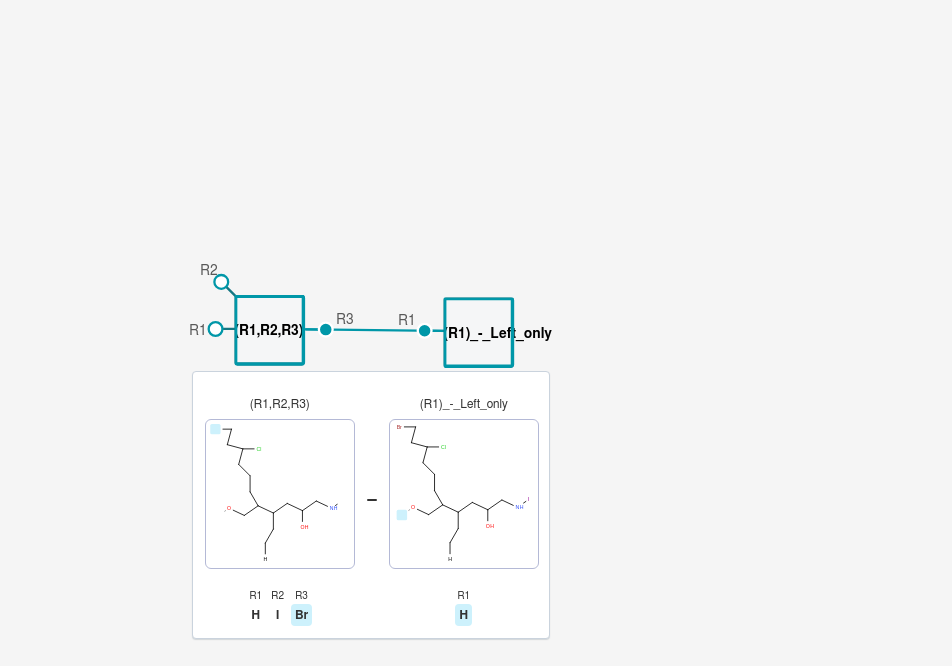 R2
R1
(R1,R2,R3)
R3
R1
(R1)_-_Left_only
(R1,R2,R3)
(R1)_-_Left_only
Cl
O
NH
OH
H
–
Br
Cl
O
I
NH
OH
H
R1 R2 R3
H I Br
R1
H